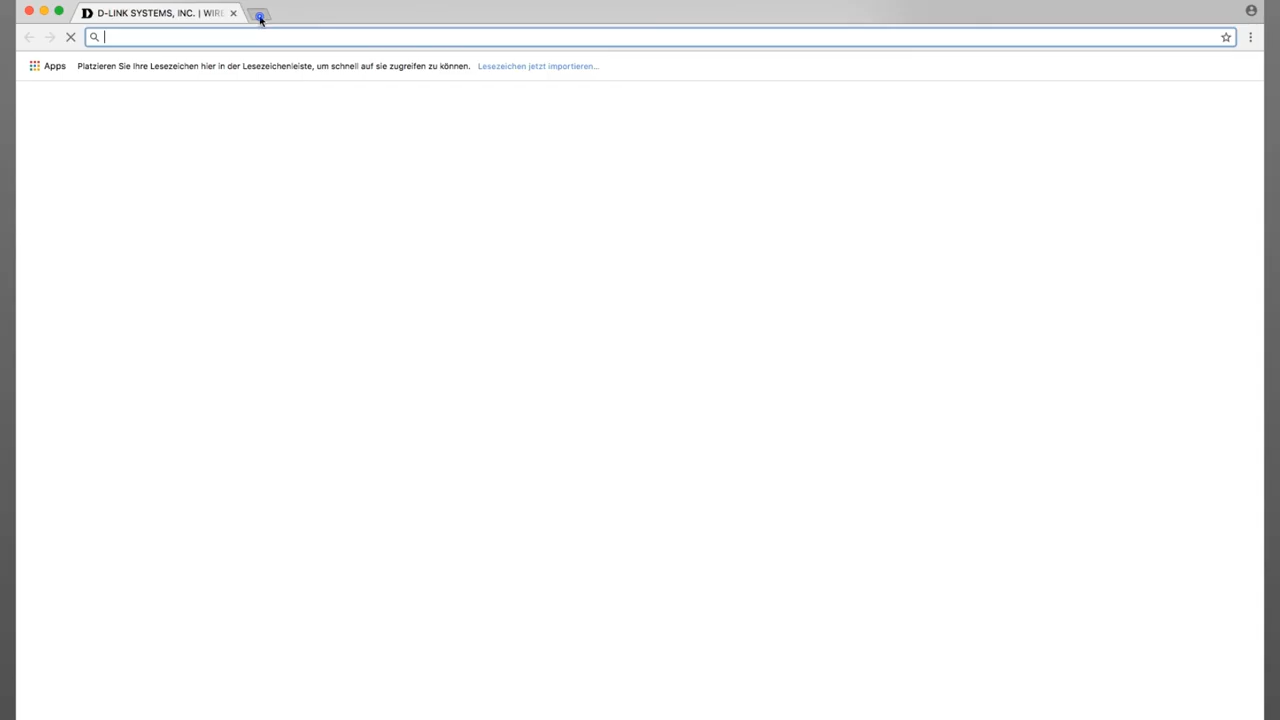 D-LINK SYSTEMS, INC. | WIRE
Apps
Platzieren Sie Ihre Lesezeichen hier in der Lesezeichenleiste, um schnell auf sie zugreifen zu können.
Lesezeichen jetzt importieren...